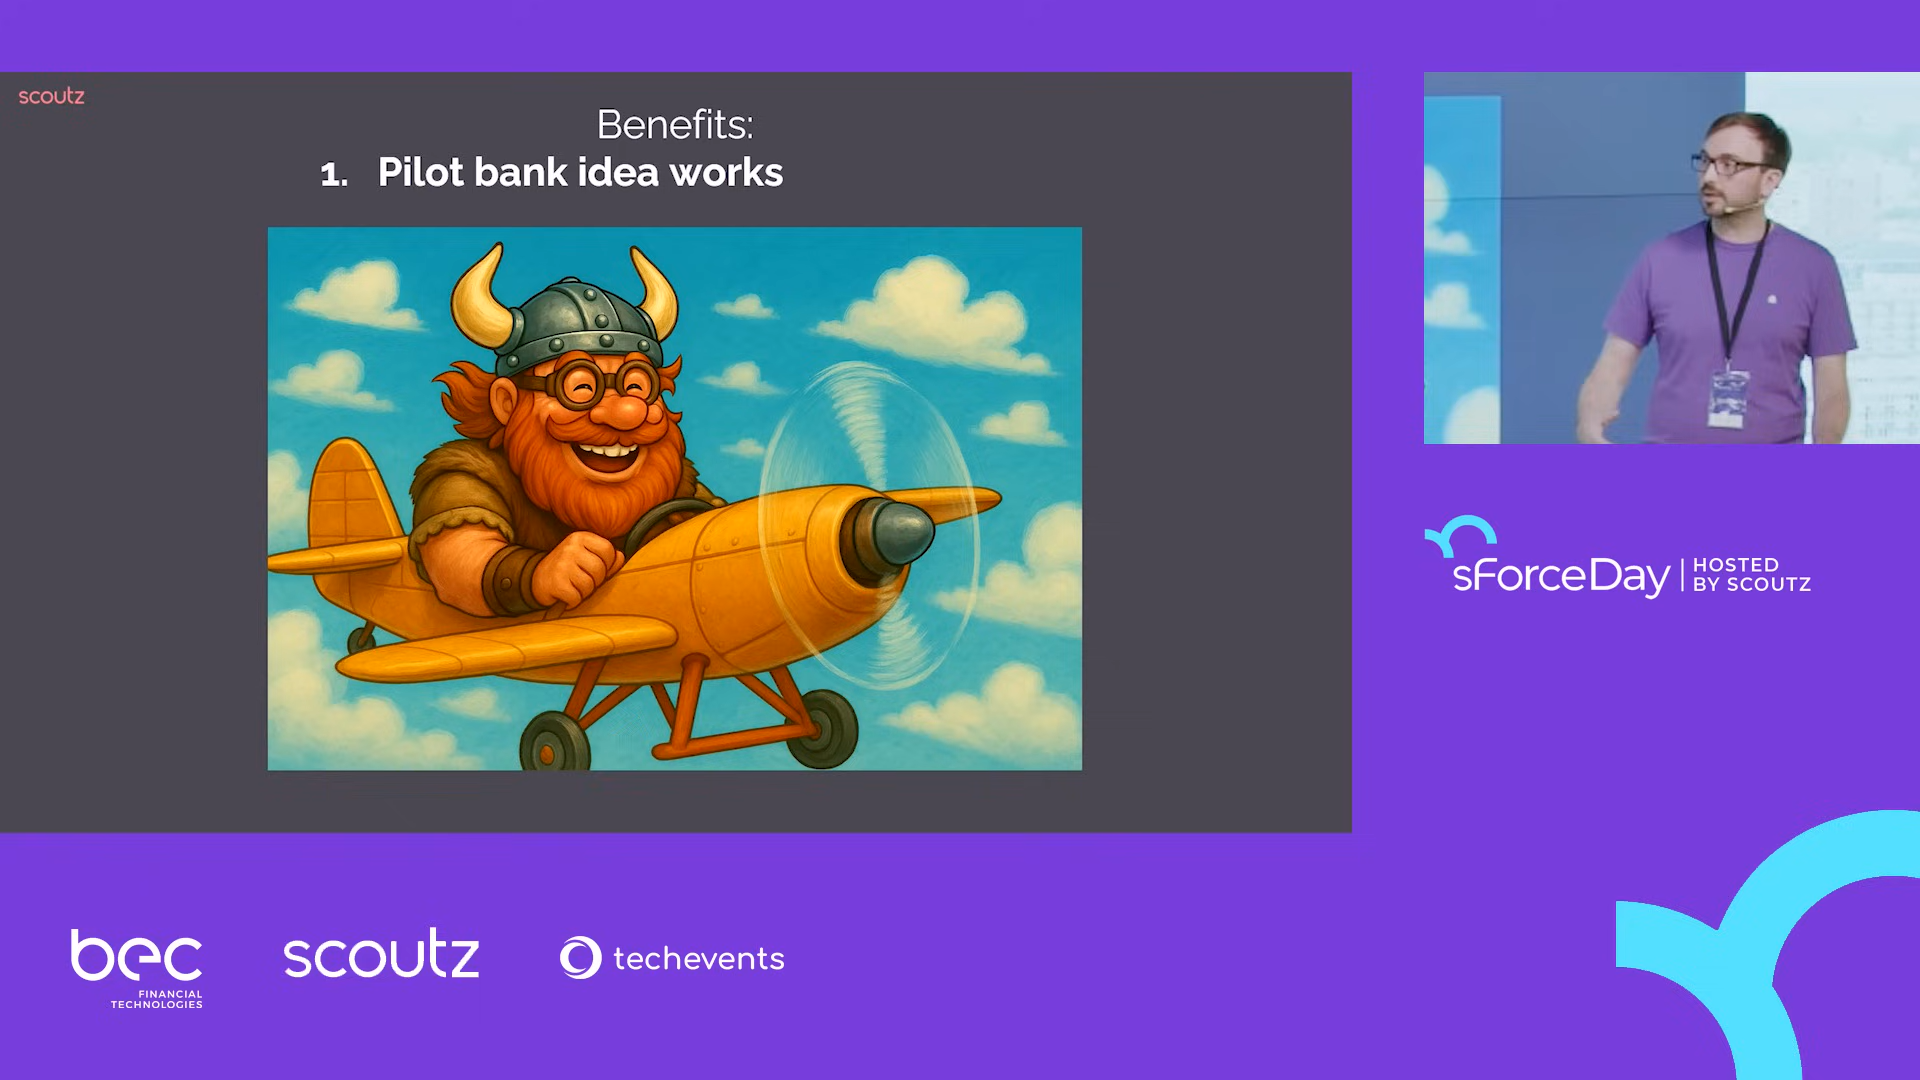 scoutz
Benefits:
1. Pilot bank idea works
sForceDay
HOSTED
BY SCOUTZ
bec
FINANCIAL
TECHNOLOGIES
scoutz
techevents